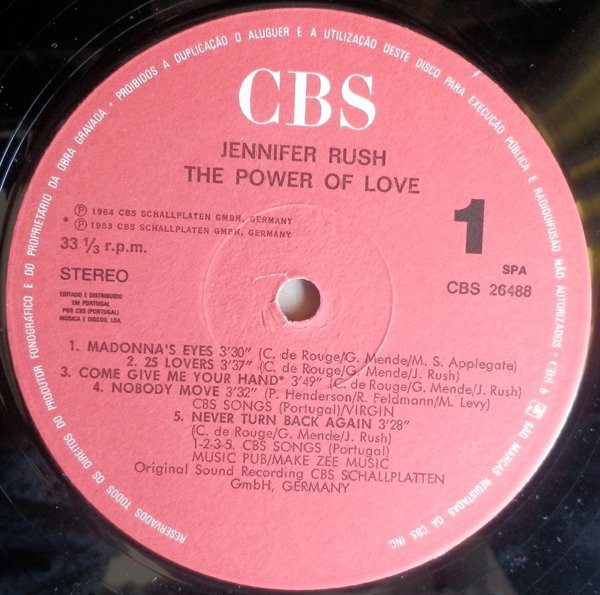 RESERVADOS TODOS OS DIREITOS DO PRODUTOR FONOGRÁFICO E DO PROPRIETÁRIO DA OBRA GRAVADA • PROIBIDOS A DUPLICAÇÃO O ALUGUER E A UTILIZAÇÃO DESTE DISCO PARA EXECUÇÃO PÚBLICA E RADIODIFUSÃO NÃO AUTORIZADOS • CBS SÃO MARCAS REGISTADAS DA CBS INC.
CBS
JENNIFER RUSH
THE POWER OF LOVE
Ⓟ 1984 CBS SCHALLPLATEN GMBH, GERMANY
* Ⓟ 1983 CBS SCHALLPLATEN GMBH, GERMANY
33 ⅓ r.p.m.
1
STEREO
SPA
CBS 26488
EDITADO E DISTRIBUIDO
EM PORTUGAL
POR CBS (PORTUGAL)
MÚSICA E DISCOS, LDA
1. MADONNA'S EYES 3'30" (C. de Rouge/G. Mende/M. S. Applegate)
2. 25 LOVERS 3'37" (C. de Rouge/G. Mende/J. Rush)
3. COME GIVE ME YOUR HAND* 3'49" (C. de Rouge/G. Mende/J. Rush)
4. NOBODY MOVE 3'32" (P. Henderson/R. Feldmann/M. Levy)
CBS SONGS (Portugal)/VIRGIN
5. NEVER TURN BACK AGAIN 3'28"
(C. de Rouge/G. Mende/J. Rush)
1-2-3-5. CBS SONGS (Portugal)
MUSIC PUB/MAKE ZEE MUSIC
Original Sound Recording CBS SCHALLPLATTEN
GmbH, GERMANY